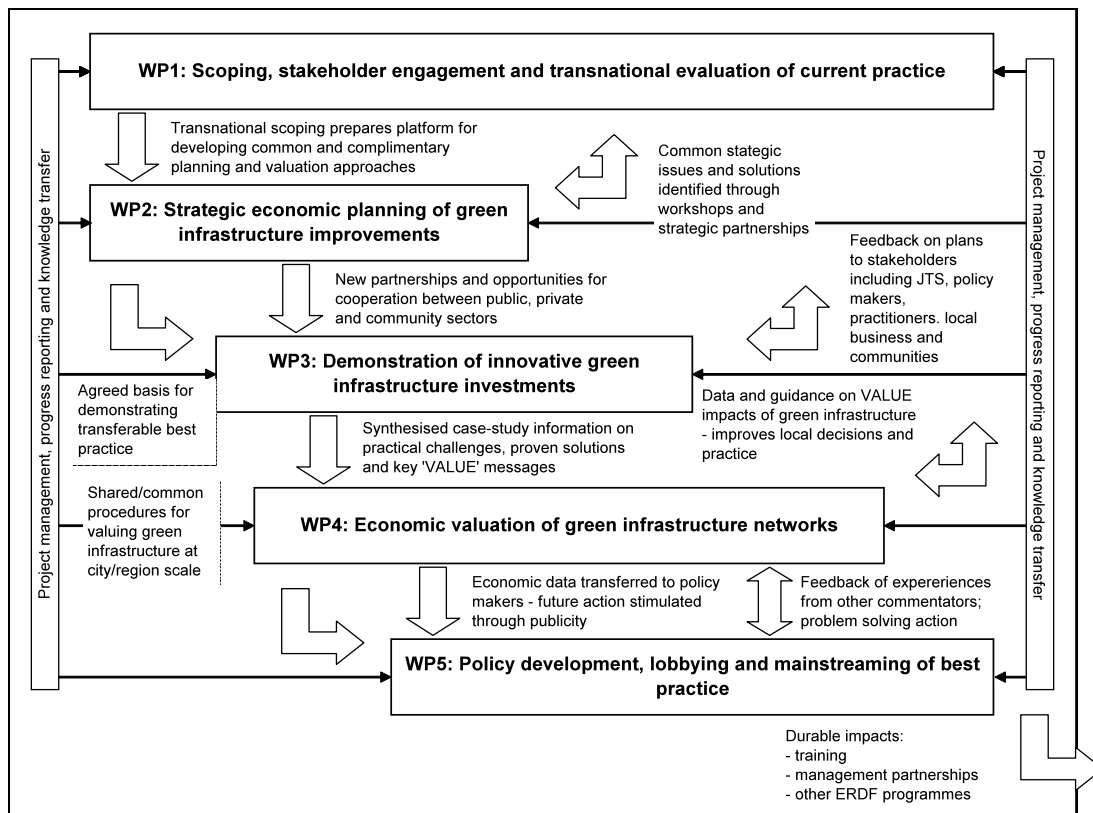 WP1: Scoping, stakeholder engagement and transnational evaluation of current practice
Project management, progress reporting and knowledge transfer
Project management, progress reporting and knowledge transfer
Transnational scoping prepares platform for
developing common and complimentary
planning and valuation approaches
Common stategic
issues and solutions
identified through
workshops and
strategic partnerships
WP2: Strategic economic planning of green
infrastructure improvements
Feedback on plans
to stakeholders
including JTS, policy
makers,
practitioners. local
business and
communities
New partnerships and opportunities for
cooperation between public, private
and community sectors
WP3: Demonstration of innovative green
infrastructure investments
Agreed basis for
demonstrating
transferable best
practice
Data and guidance on VALUE
impacts of green infrastructure
- improves local decisions and
practice
Synthesised case-study information on
practical challenges, proven solutions
and key 'VALUE' messages
Shared/common
procedures for
valuing green
infrastructure at
city/region scale
WP4: Economic valuation of green infrastructure networks
Economic data transferred to policy
makers - future action stimulated
through publicity
Feedback of expereriences
from other commentators;
problem solving action
WP5: Policy development, lobbying and mainstreaming of best
practice
Durable impacts:
- training
- management partnerships
- other ERDF programmes